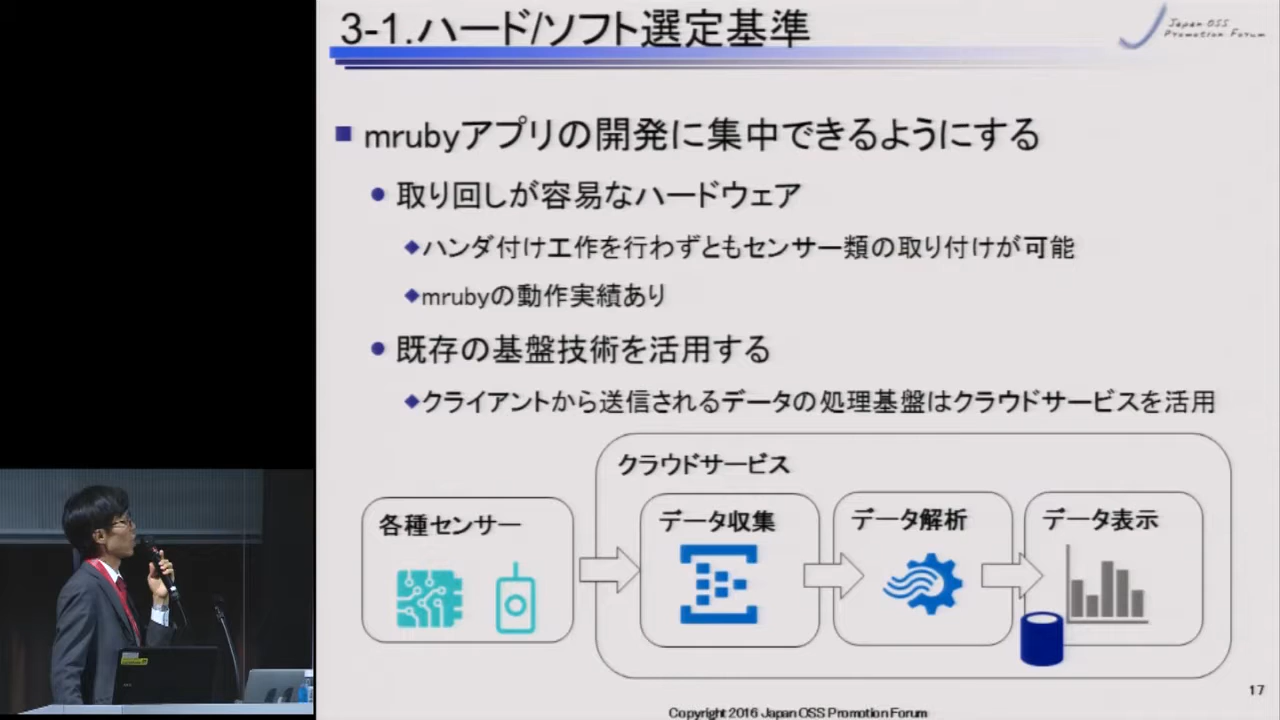 3-1.ハード/ソフト選定基準
Japan OSS
Promotion Forum
mrubyアプリの開発に集中できるようにする
取り回しが容易なハードウェア
ハンダ付け工作を行わずともセンサー類の取り付けが可能
mrubyの動作実績あり
既存の基盤技術を活用する
クライアントから送信されるデータの処理基盤はクラウドサービスを活用
クラウドサービス
各種センサー
データ収集
データ解析
データ表示
17
Copyright 2016 Japan OSS Promotion Forum